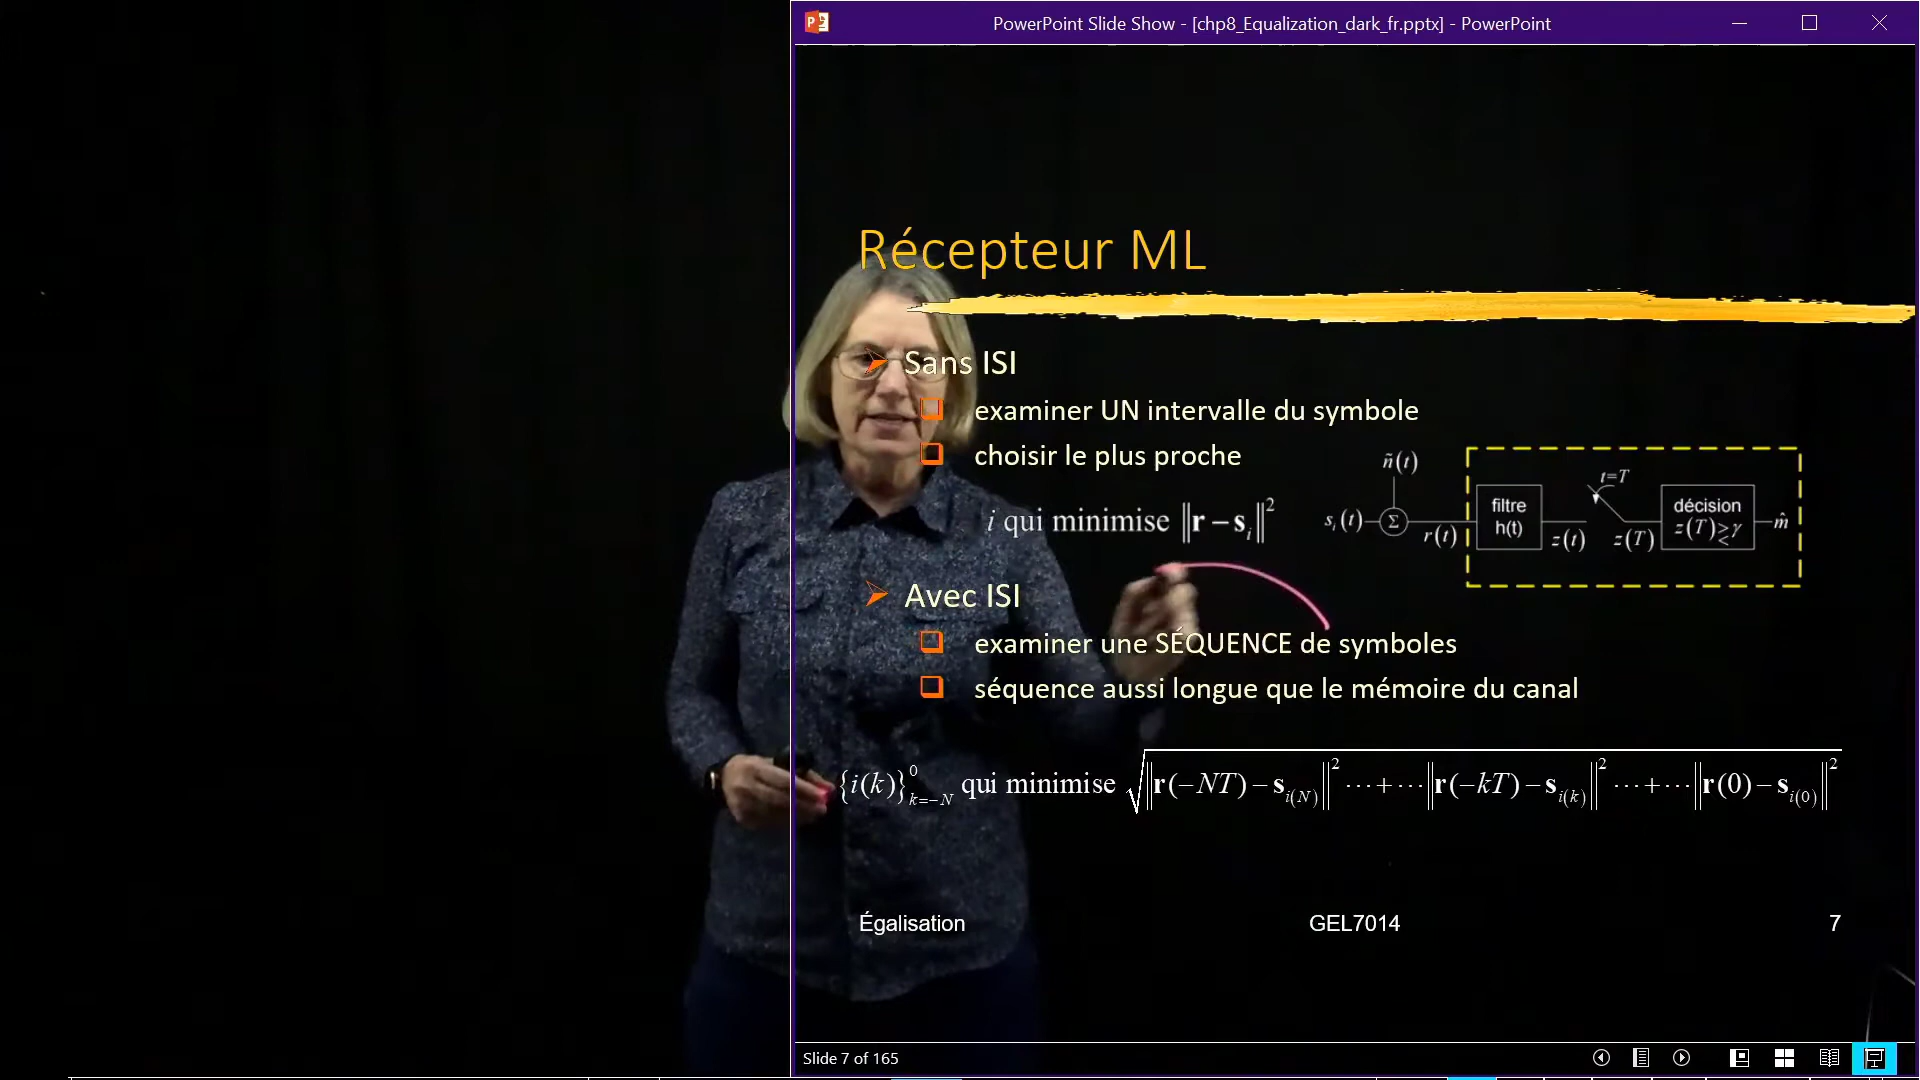 PowerPoint Slide Show - [chp8_Equalization_dark_fr.pptx] - PowerPoint
Récepteur ML
Sans ISI
examiner UN intervalle du symbole
choisir le plus proche
i qui minimise ‖r – s_i‖²
ñ(t)
s_i(t)
Σ
r(t)
filtre
h(t)
z(t)
t=T
z(T)
décision
z(T) ≷ γ
m̂
Avec ISI
examiner une SÉQUENCE de symboles
séquence aussi longue que le mémoire du canal
{i(k)}_{k=-N}^{0} qui minimise √(‖r(-NT) – s_{i(N)}‖² ⋯+⋯ ‖r(-kT) – s_{i(k)}‖² ⋯+⋯ ‖r(0) – s_{i(0)}‖²)
Égalisation
GEL7014
7
Slide 7 of 165